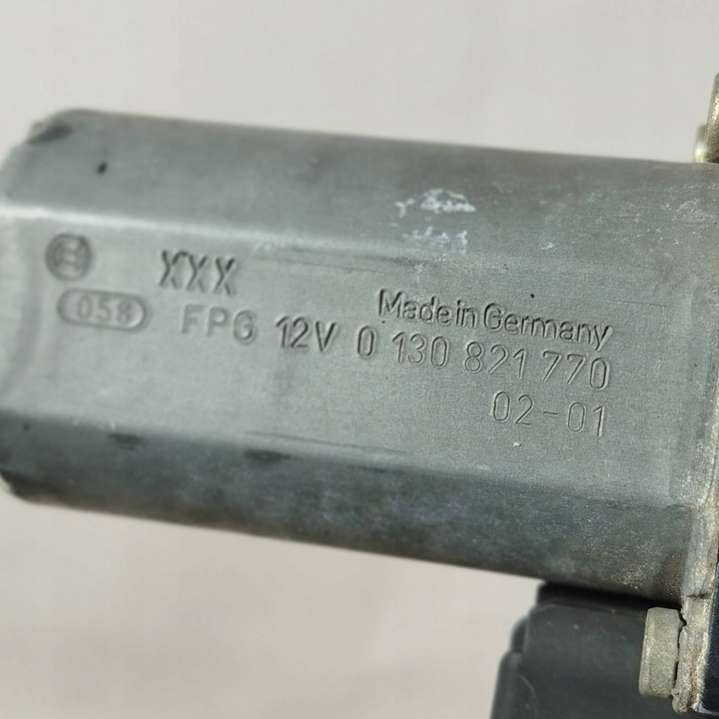 XXX
Made in Germany
058 FPG 12V 0 130 821 770
02-01